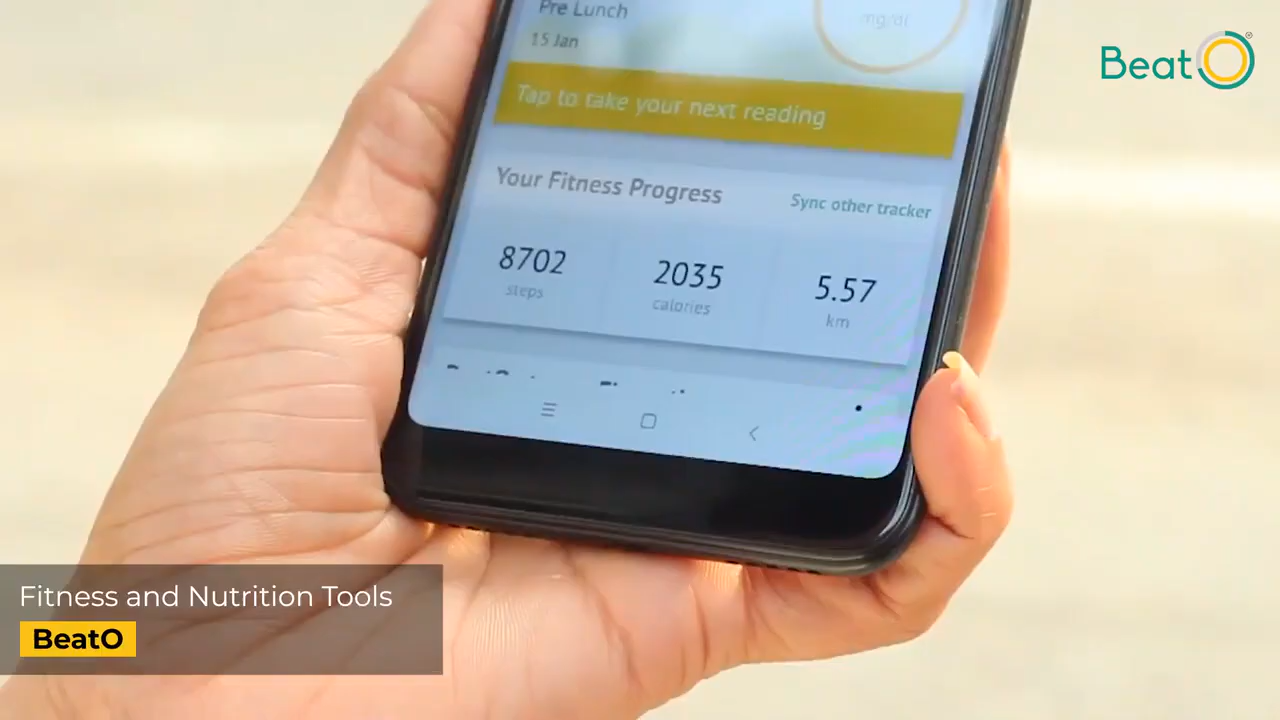 Pre Lunch
15 Jan
mg/dl
BeatO®
Tap to take your next reading
Your Fitness Progress
Sync other tracker
8702
steps
2035
calories
5.57
km
Fitness and Nutrition Tools
BeatO